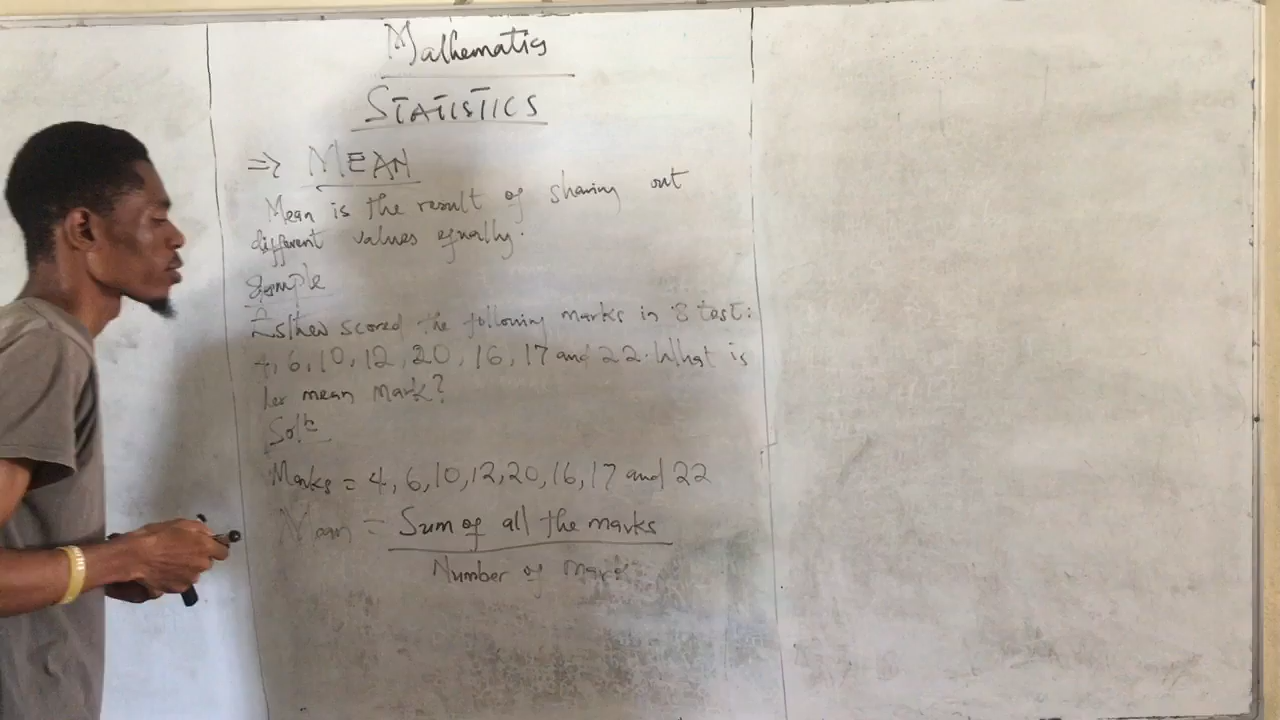 Mathematics
STATISTICS
⇒ MEAN
Mean is the result of sharing out
different values equally.
Example
scored the following marks in 8 test:
4, 6, 10, 12, 20, 16, 17 and 22. What is
her mean mark?
Soln
Marks = 4, 6, 10, 12, 20, 16, 17 and 22
Mean = Sum of all the marks
Number of marks